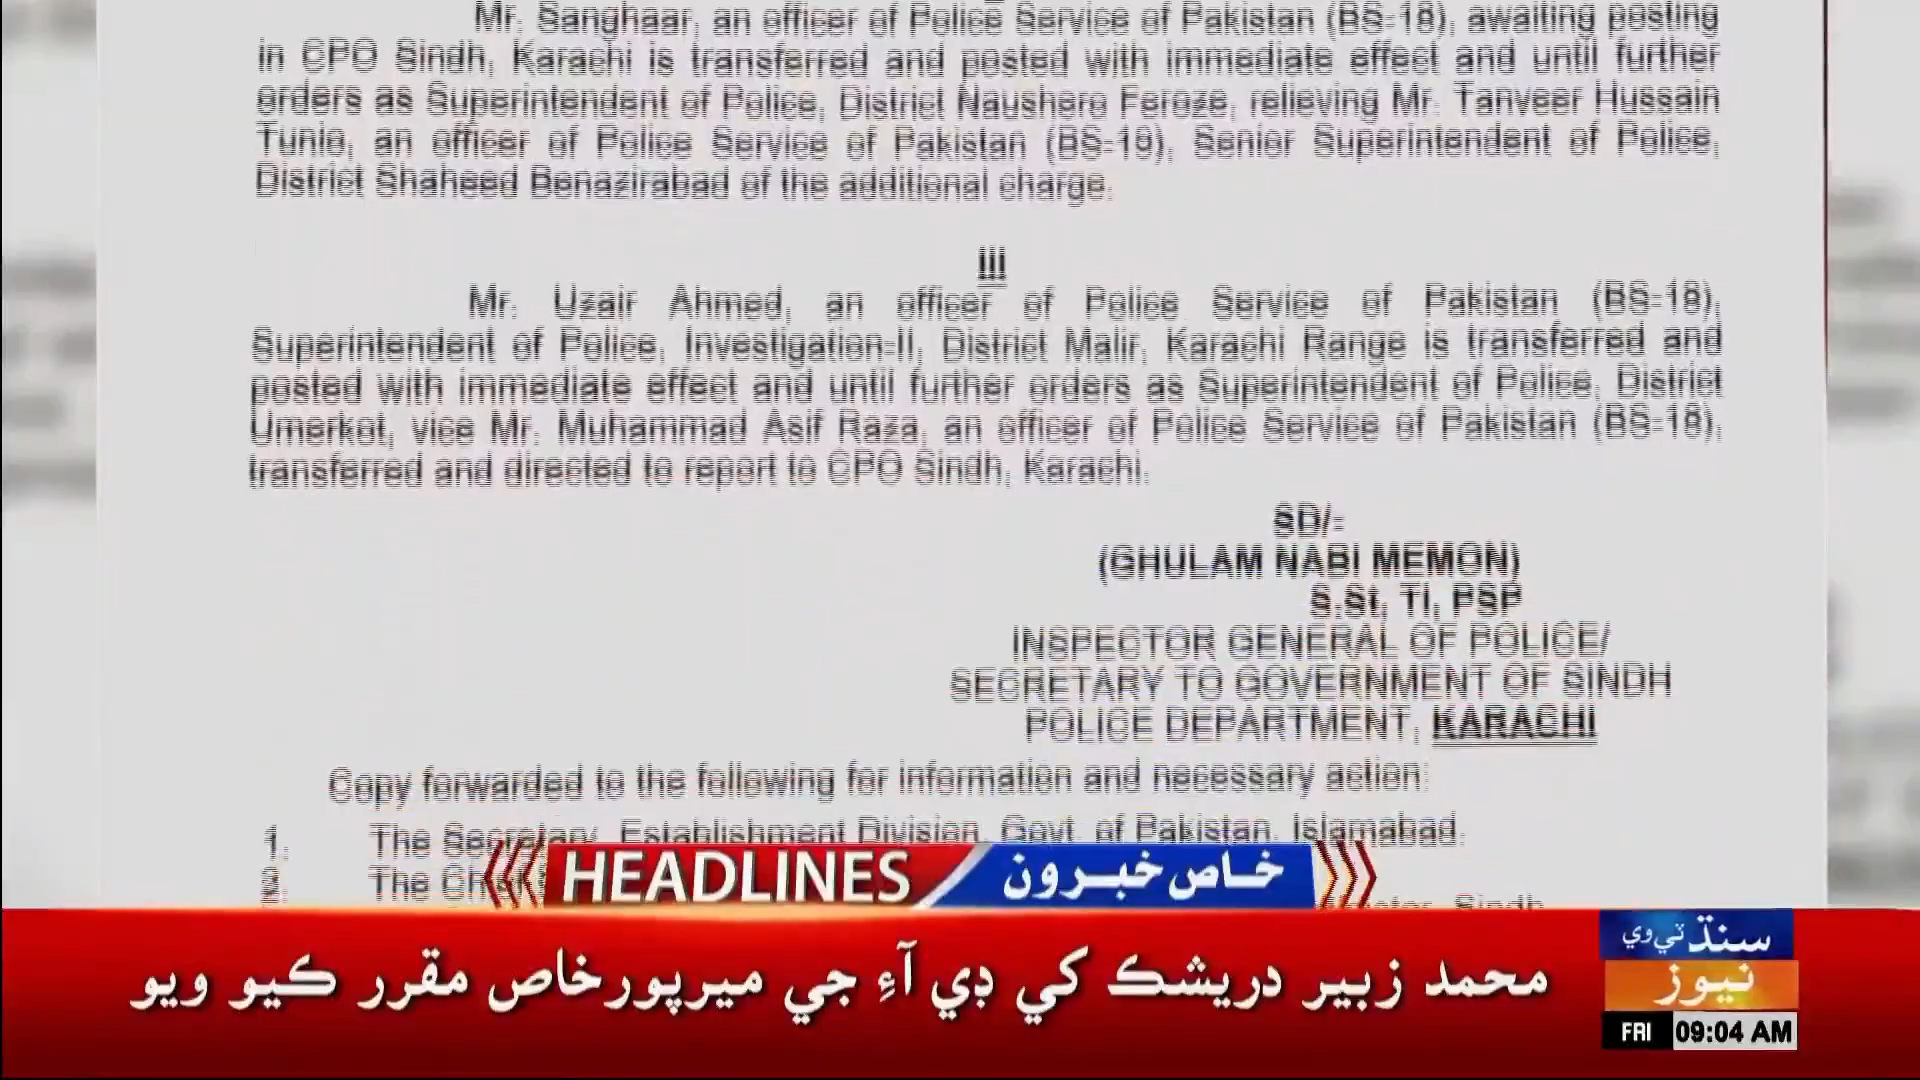 Mr. Sanghaar, an officer of Police Service of Pakistan (BS-18), awaiting posting
in CPO Sindh, Karachi is transferred and posted with immediate effect and until further
orders as Superintendent of Police, District Naushero Feroze, relieving Mr. Tanveer Hussain
Tunio, an officer of Police Service of Pakistan (BS-19), Senior Superintendent of Police,
District Shaheed Benazirabad of the additional charge.
III
Mr. Uzair Ahmed, an officer of Police Service of Pakistan (BS-18),
Superintendent of Police, Investigation-II, District Malir, Karachi Range is transferred and
posted with immediate effect and until further orders as Superintendent of Police, District
Umerkot, vice Mr. Muhammad Asif Raza, an officer of Police Service of Pakistan (BS-18),
transferred and directed to report to CPO Sindh, Karachi.
SD/-
(GHULAM NABI MEMON)
S.St, TI, PSP
INSPECTOR GENERAL OF POLICE/
SECRETARY TO GOVERNMENT OF SINDH
POLICE DEPARTMENT, KARACHI
Copy forwarded to the following for information and necessary action:
1. The Secretary, Establishment Division, Govt. of Pakistan, Islamabad.
2. The Sindh
HEADLINES خاص خبرون
محمد زبير دريشڪ کي ڊي آءِ جي ميرپورخاص مقرر ڪيو ويو
سنڌ ٽي وي
نيوز
FRI 09:04 AM